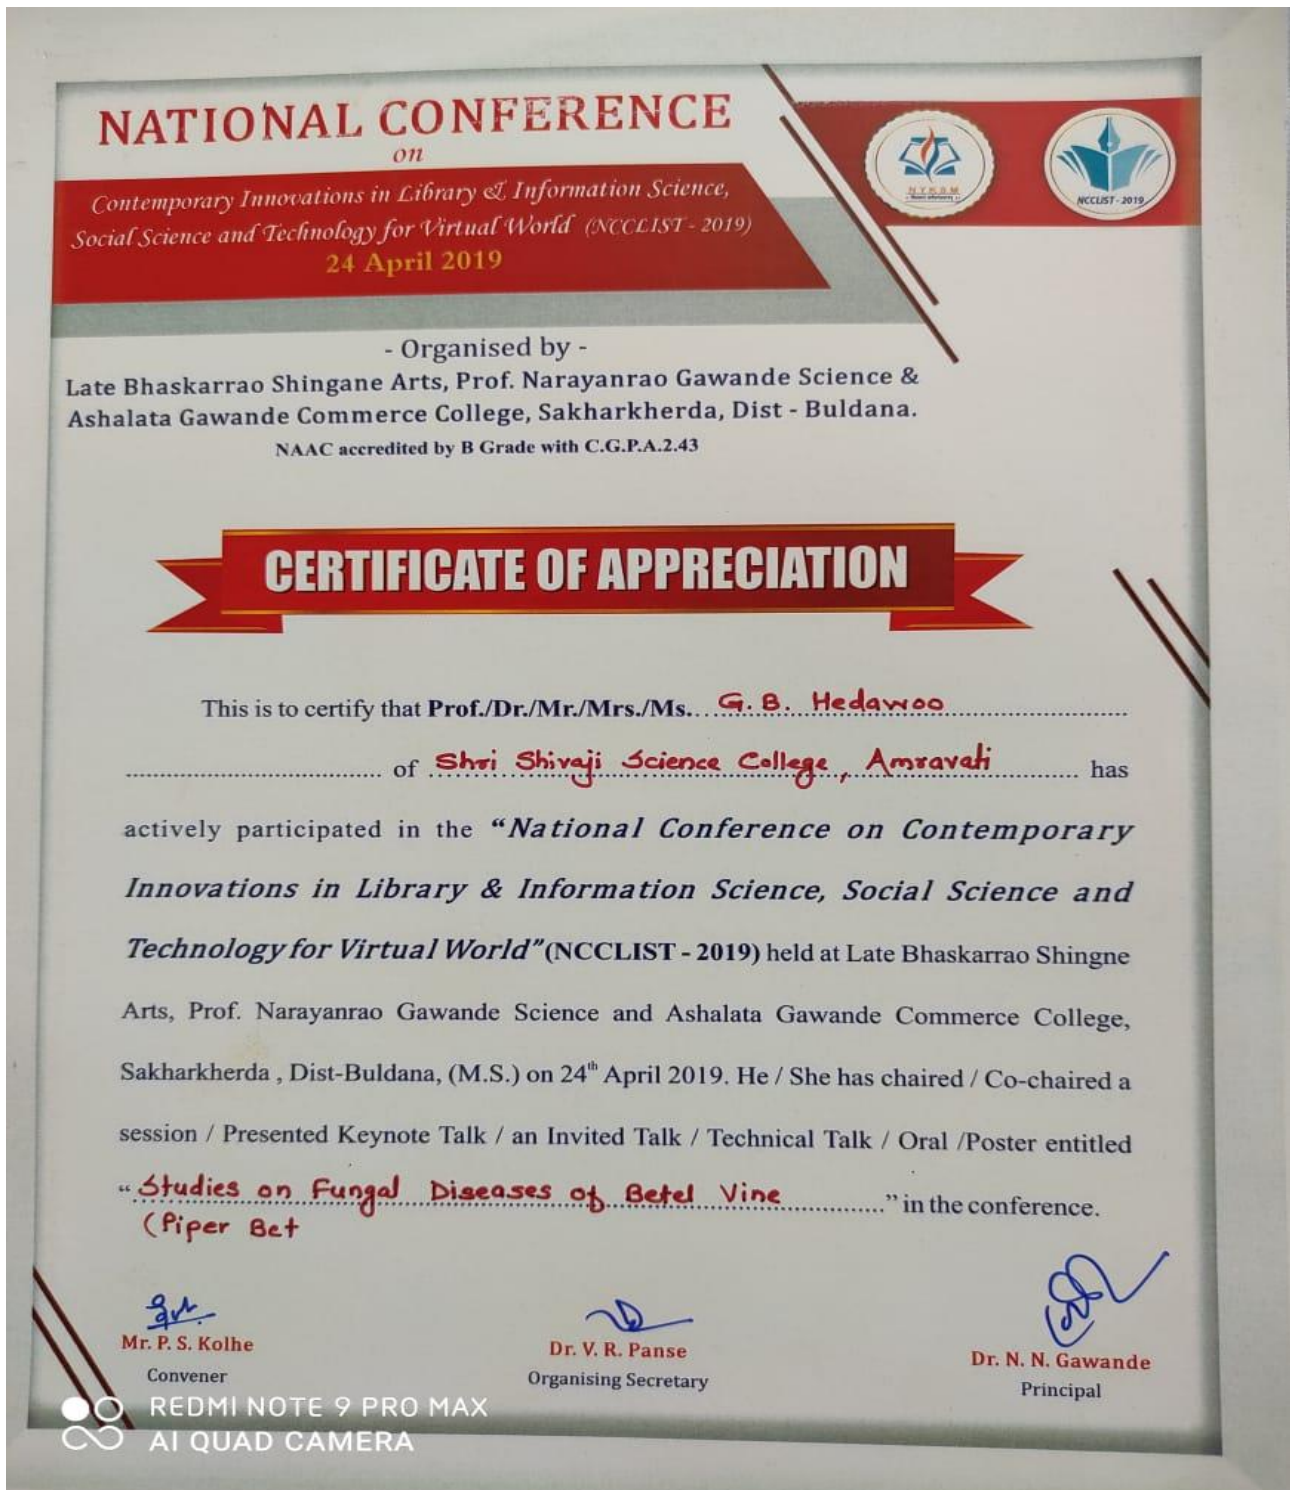 NATIONAL CONFERENCE
on
Contemporary Innovations in Library & Information Science,
Social Science and Technology for Virtual World (NCCLIST - 2019)
24 April 2019
NYKSM
NCCLIST - 2019
- Organised by -
Late Bhaskarrao Shingane Arts, Prof. Narayanrao Gawande Science &
Ashalata Gawande Commerce College, Sakharkherda, Dist - Buldana.
NAAC accredited by B Grade with C.G.P.A.2.43
CERTIFICATE OF APPRECIATION
This is to certify that Prof./Dr./Mr./Mrs./Ms. G. B. Hedawoo
of Shri Shivaji Science College, Amravati has
actively participated in the "National Conference on Contemporary
Innovations in Library & Information Science, Social Science and
Technology for Virtual World" (NCCLIST - 2019) held at Late Bhaskarrao Shingne
Arts, Prof. Narayanrao Gawande Science and Ashalata Gawande Commerce College,
Sakharkherda , Dist-Buldana, (M.S.) on 24th April 2019. He / She has chaired / Co-chaired a
session / Presented Keynote Talk / an Invited Talk / Technical Talk / Oral /Poster entitled
"Studies on Fungal Diseases of Betel Vine" in the conference.
(Piper Bet
Mr. P. S. Kolhe
Convener
Dr. V. R. Panse
Organising Secretary
Dr. N. N. Gawande
Principal
REDMI NOTE 9 PRO MAX
AI QUAD CAMERA